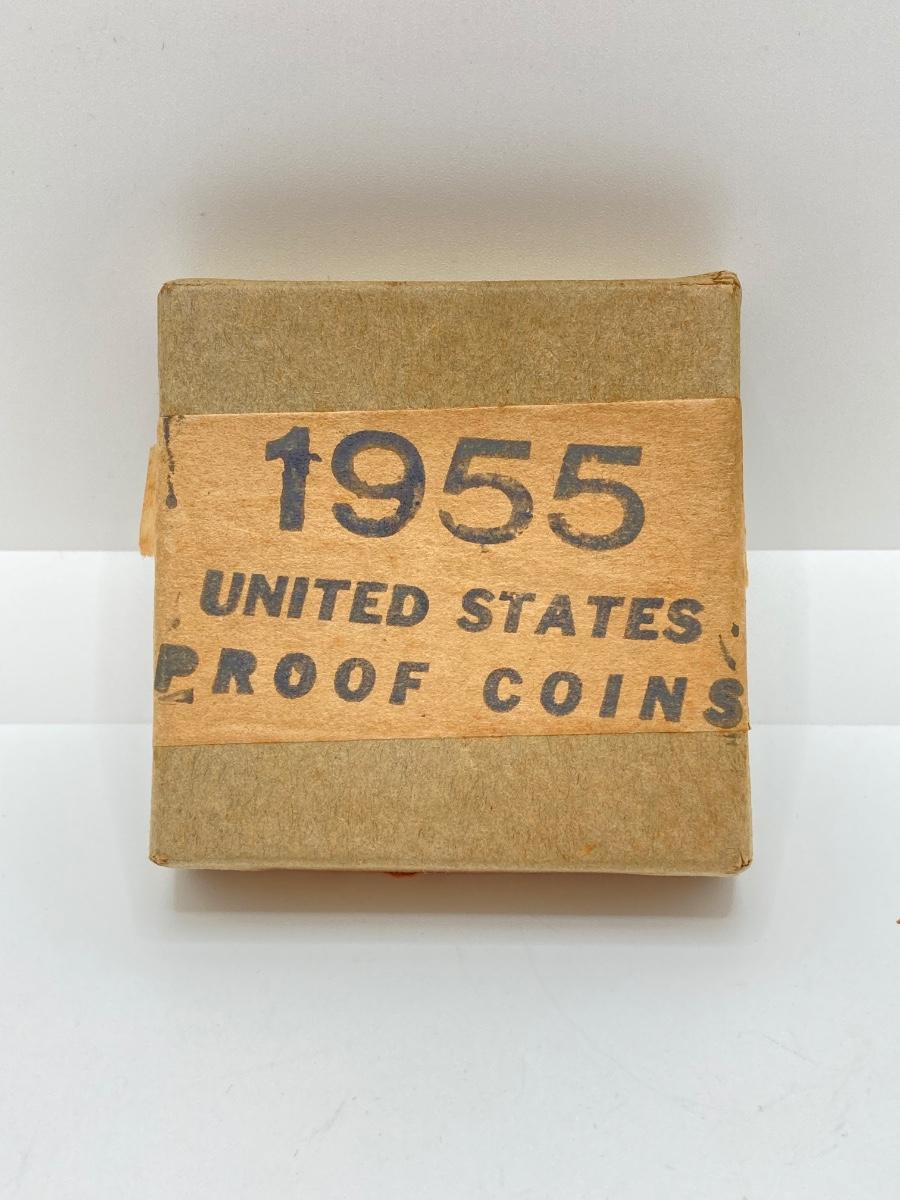 1955
UNITED STATES
PROOF COINS